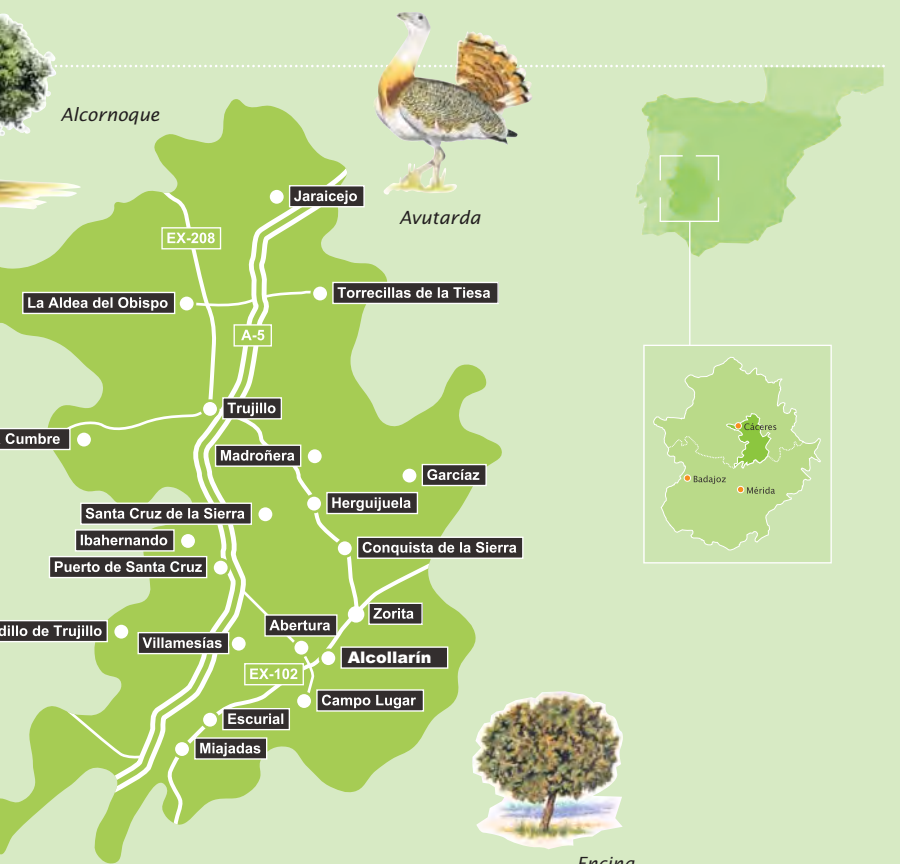 Alcornoque
Avutarda
Jaraicejo
EX-208
La Aldea del Obispo
Torrecillas de la Tiesa
A-5
Trujillo
Cumbre
Madroñera
Garcíaz
Herguijuela
Santa Cruz de la Sierra
Ibahernando
Conquista de la Sierra
Puerto de Santa Cruz
Zorita
Abertura
dillo de Trujillo
Villamesías
Alcollarín
EX-102
Campo Lugar
Escurial
Miajadas
Cáceres
Badajoz
Mérida
Encina